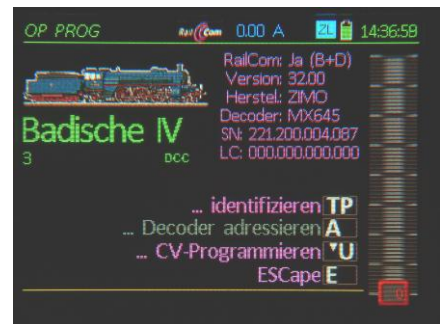 OP PROG RailCom 0.00 A ZL 14:36:59
RailCom: Ja (B+D)
Version: 32.00
Herstel: ZIMO
Decoder: MX645
SN: 221.200.004.087
LC: 000.000.000.000
Badische IV
3 DCC
... identifizieren TP
... Decoder adressieren A
... CV-Programmieren ▼U
ESCape E
0